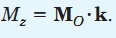 M_z = M_O · k.